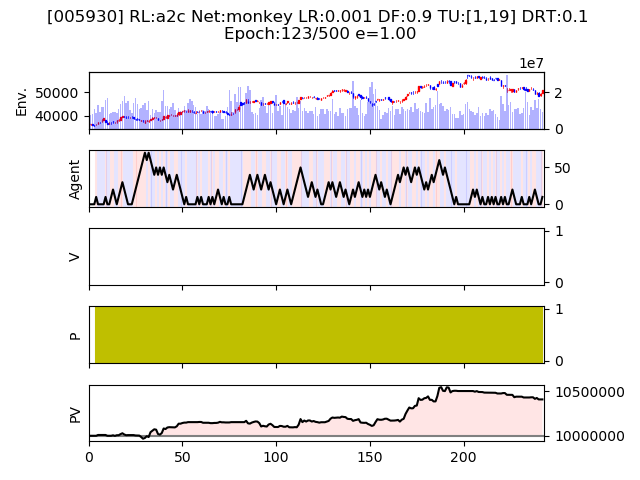 [005930] RL:a2c Net:monkey LR:0.001 DF:0.9 TU:[1,19] DRT:0.1
Epoch:123/500 e=1.00
1e7
Env.
50000
40000
2
0
Agent
50
0
V
1
0
P
1
0
PV
10500000
10000000
0 50 100 150 200